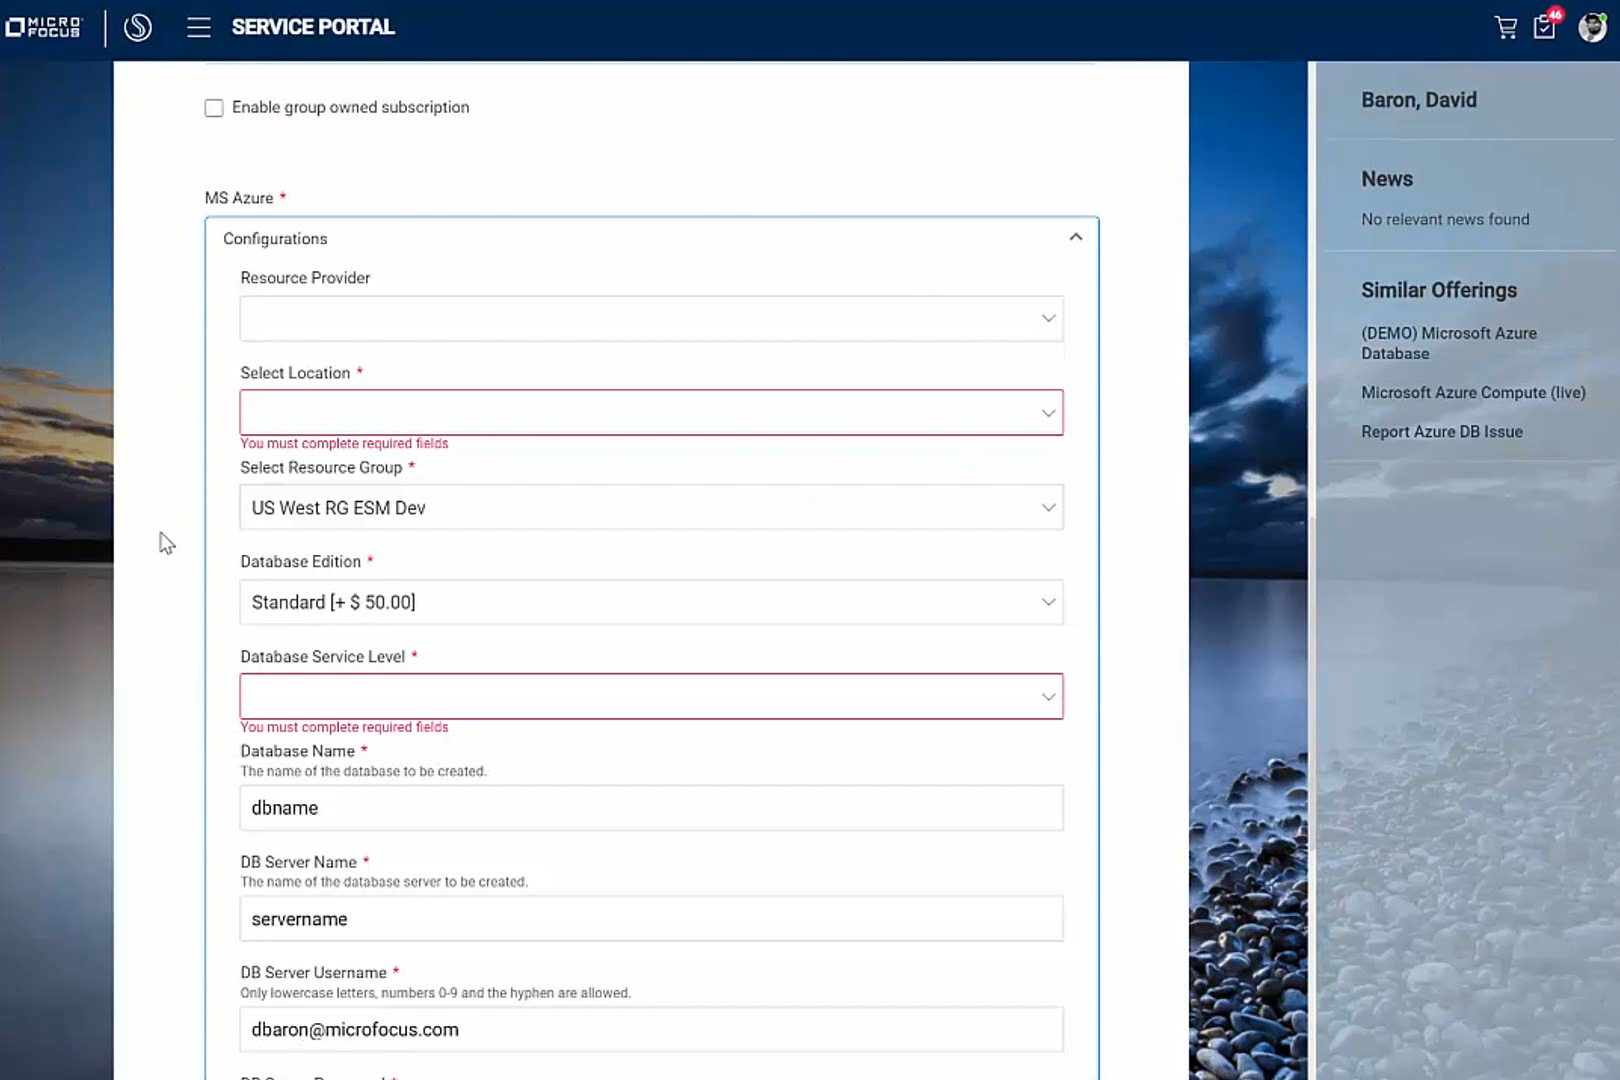 MICRO
FOCUS
SERVICE PORTAL
46
Enable group owned subscription
MS Azure *
Configurations
Resource Provider
Select Location *
You must complete required fields
Select Resource Group *
US West RG ESM Dev
Database Edition *
Standard [+ $ 50.00]
Database Service Level *
You must complete required fields
Database Name *
The name of the database to be created.
dbname
DB Server Name *
The name of the database server to be created.
servername
DB Server Username *
Only lowercase letters, numbers 0-9 and the hyphen are allowed.
dbaron@microfocus.com
Baron, David
News
No relevant news found
Similar Offerings
(DEMO) Microsoft Azure
Database
Microsoft Azure Compute (live)
Report Azure DB Issue